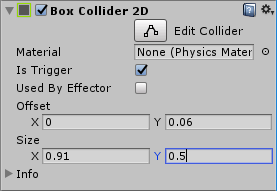 Box Collider 2D
Edit Collider
Material None (Physics Mater
Is Trigger
Used By Effector
Offset
X 0 Y 0.06
Size
X 0.91 Y 0.5
Info